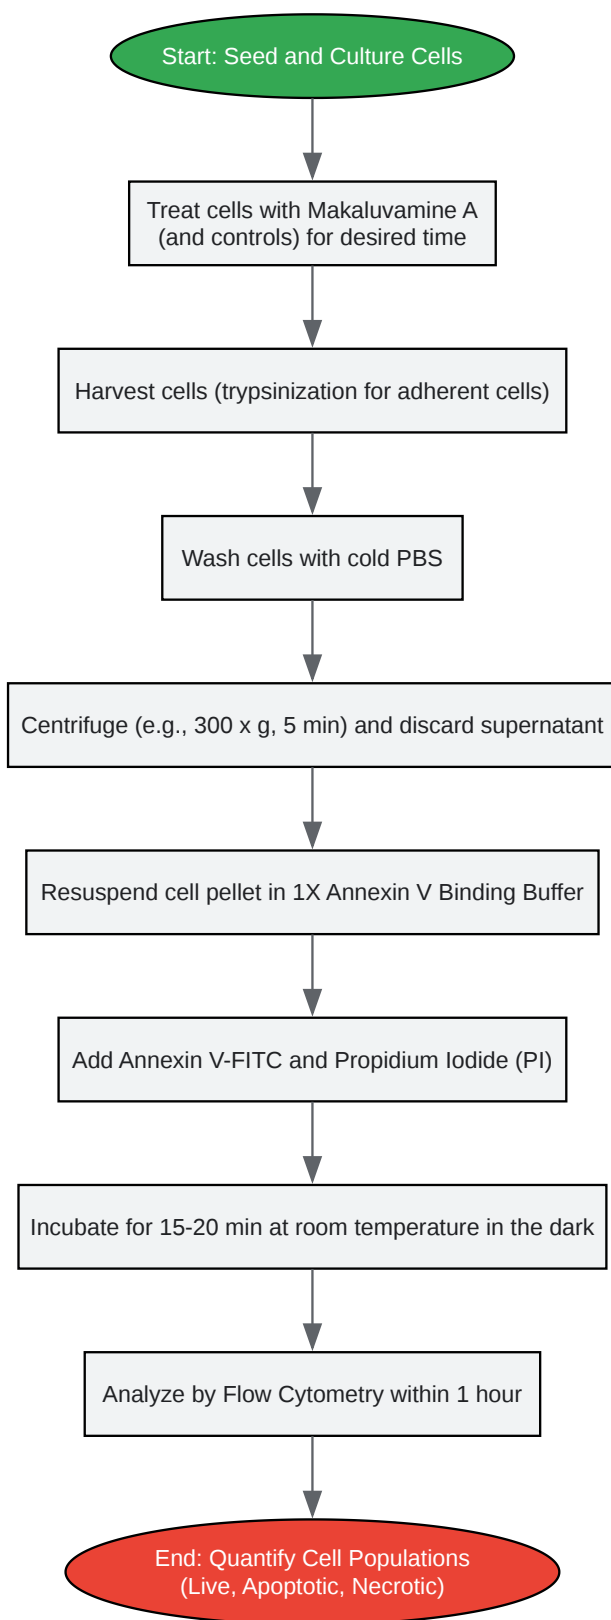 Start: Seed and Culture Cells
Treat cells with Makaluvamine A
(and controls) for desired time
Harvest cells (trypsinization for adherent cells)
Wash cells with cold PBS
Centrifuge (e.g., 300 x g, 5 min) and discard supernatant
Resuspend cell pellet in 1X Annexin V Binding Buffer
Add Annexin V-FITC and Propidium Iodide (PI)
Incubate for 15-20 min at room temperature in the dark
Analyze by Flow Cytometry within 1 hour
End: Quantify Cell Populations
(Live, Apoptotic, Necrotic)